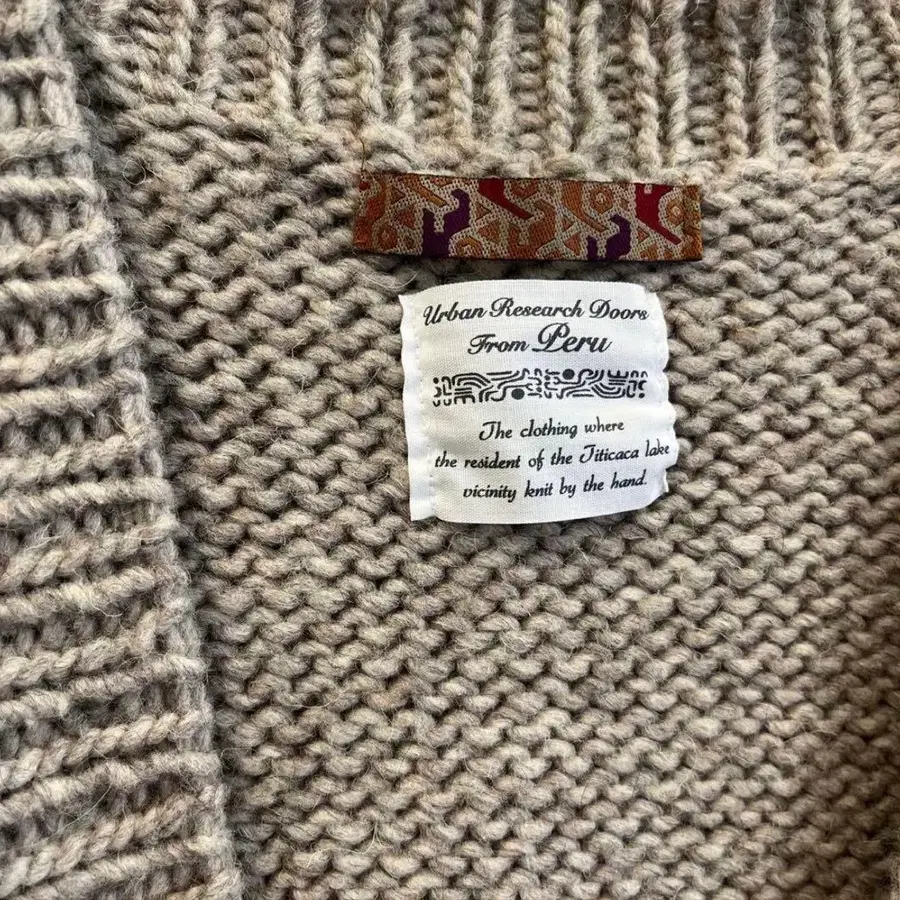 Urban Research Doors
From Peru
The clothing where
the resident of the Titicaca lake
vicinity knit by the hand.